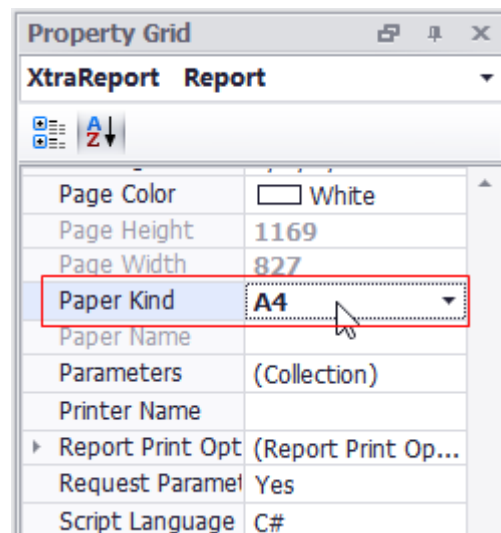 Property Grid
XtraReport Report
A
Z
Page Color White
Page Height 1169
Page Width 827
Paper Kind A4
Paper Name
Parameters (Collection)
Printer Name
Report Print Opt (Report Print Op...
Request Paramet Yes
Script Language C#